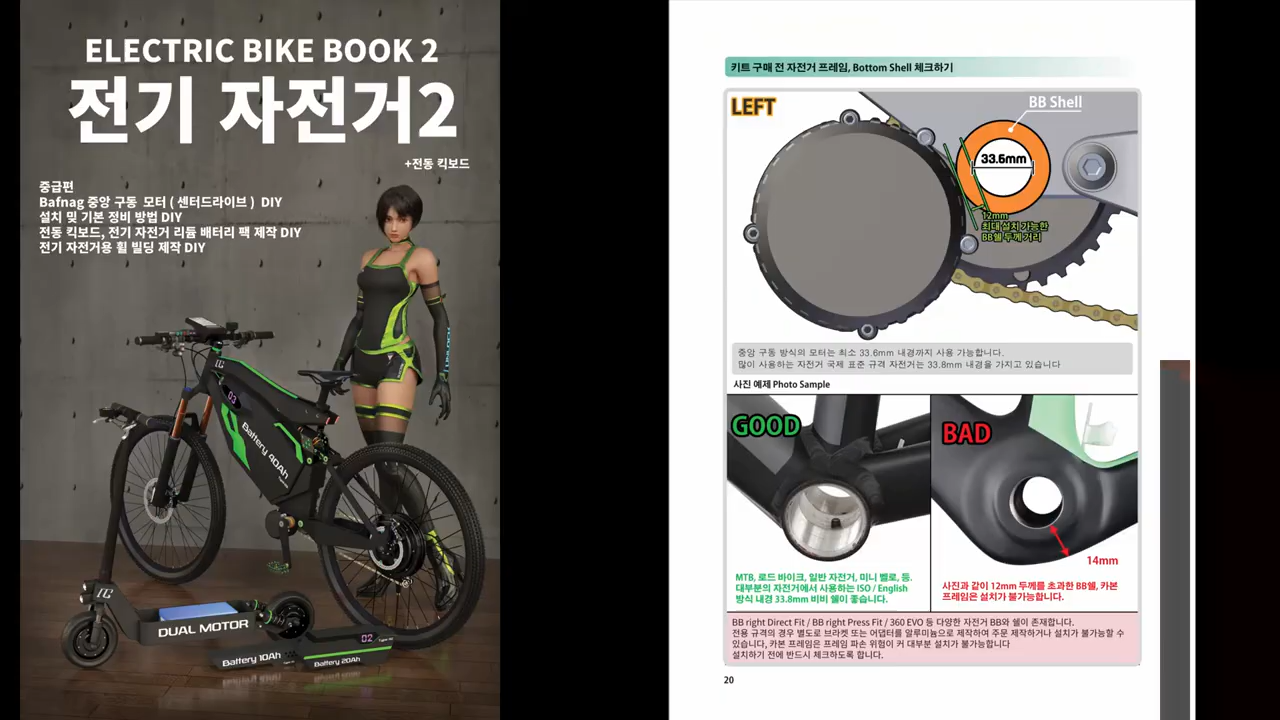 ELECTRIC BIKE BOOK 2
전기 자전거2
+전동 킥보드
중급편
Bafnag 중앙 구동 모터 ( 센터드라이브 ) DIY
설치 및 기본 정비 방법 DIY
전동 킥보드, 전기 자전거 리튬 배터리 팩 제작 DIY
전기 자전거용 휠 빌딩 제작 DIY
03
Battery 40Ah
DUAL MOTOR
02
Battery 10Ah
Battery 20Ah
키트 구매 전 자전거 프레임, Bottom Shell 체크하기
LEFT
BB Shell
33.6mm
12mm
최대 설치 가능한
BB쉘 두께 거리
중앙 구동 방식의 모터는 최소 33.6mm 내경까지 사용 가능합니다.
많이 사용하는 자전거 국제 표준 규격 자전거는 33.8mm 내경을 가지고 있습니다
사진 예제 Photo Sample
GOOD
BAD
14mm
MTB, 로드 바이크, 일반 자전거, 미니 벨로, 등.
대부분의 자전거에서 사용하는 ISO / English
방식 내경 33.8mm 비비 쉘이 좋습니다.
사진과 같이 12mm 두께를 초과한 BB쉘, 카본
프레임은 설치가 불가능합니다.
BB right Direct Fit / BB right Press Fit / 360 EVO 등 다양한 자전거 BB와 쉘이 존재합니다.
전용 규격의 경우 별도로 브라켓 또는 어댑터를 알루미늄으로 제작하여 주문 제작하거나 설치가 불가능할 수
있습니다, 카본 프레임은 프레임 파손 위험이 커 대부분 설치가 불가능합니다
설치하기 전에 반드시 체크하도록 합니다.
20